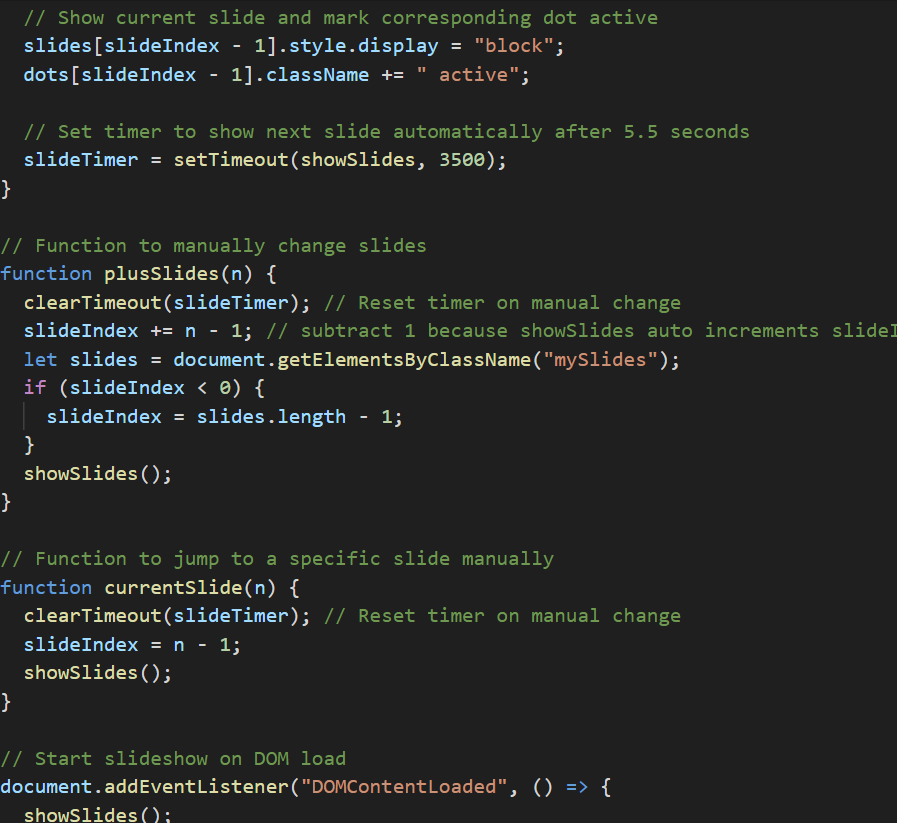 // Show current slide and mark corresponding dot active
slides[slideIndex - 1].style.display = "block";
dots[slideIndex - 1].className += " active";
// Set timer to show next slide automatically after 5.5 seconds
slideTimer = setTimeout(showSlides, 3500);
}
// Function to manually change slides
function plusSlides(n) {
clearTimeout(slideTimer); // Reset timer on manual change
slideIndex += n - 1; // subtract 1 because showSlides auto increments slideI
let slides = document.getElementsByClassName("mySlides");
if (slideIndex < 0) {
slideIndex = slides.length - 1;
}
showSlides();
}
// Function to jump to a specific slide manually
function currentSlide(n) {
clearTimeout(slideTimer); // Reset timer on manual change
slideIndex = n - 1;
showSlides();
}
// Start slideshow on DOM load
document.addEventListener("DOMContentLoaded", () => {
showSlides();